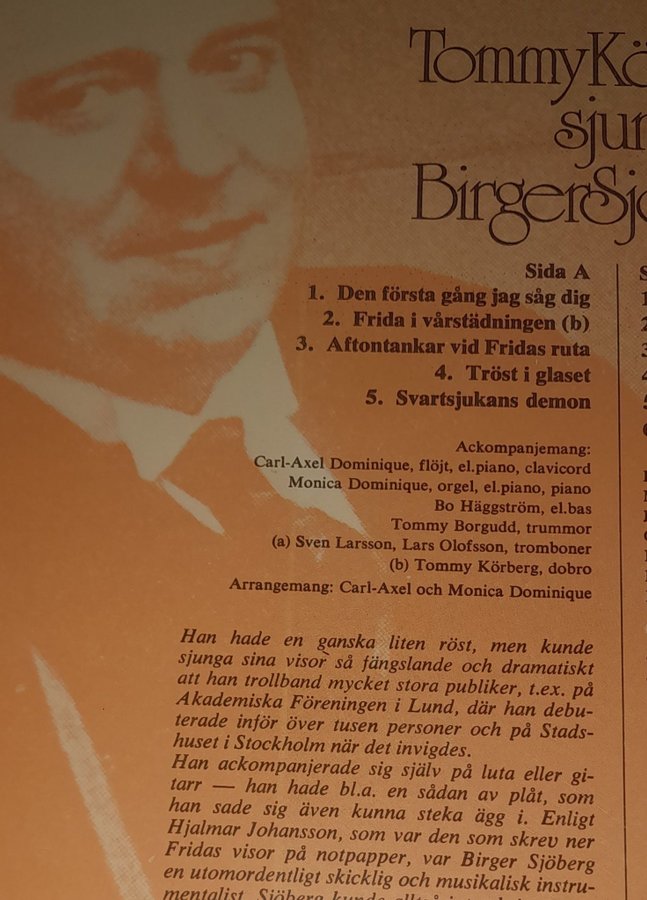 TommyKö
sjun
BirgerSjö
Sida A
1. Den första gång jag såg dig
2. Frida i vårstädningen (b)
3. Aftontankar vid Fridas ruta
4. Tröst i glaset
5. Svartsjukans demon
Ackompanjemang:
Carl-Axel Dominique, flöjt, el.piano, clavicord
Monica Dominique, orgel, el.piano, piano
Bo Häggström, el.bas
Tommy Borgudd, trummor
(a) Sven Larsson, Lars Olofsson, tromboner
(b) Tommy Körberg, dobro
Arrangemang: Carl-Axel och Monica Dominique
Han hade en ganska liten röst, men kunde
sjunga sina visor så fängslande och dramatiskt
att han trollband mycket stora publiker, t.ex. på
Akademiska Föreningen i Lund, där han debu-
terade inför över tusen personer och på Stads-
huset i Stockholm när det invigdes.
Han ackompanjerade sig själv på luta eller gi-
tarr — han hade bl.a. en sådan av plåt, som
han sade sig även kunna steka ägg i. Enligt
Hjalmar Johansson, som var den som skrev ner
Fridas visor på notpapper, var Birger Sjöberg
en utomordentligt skicklig och musikalisk instru-
mentalist. Sjöberg kunde alltså